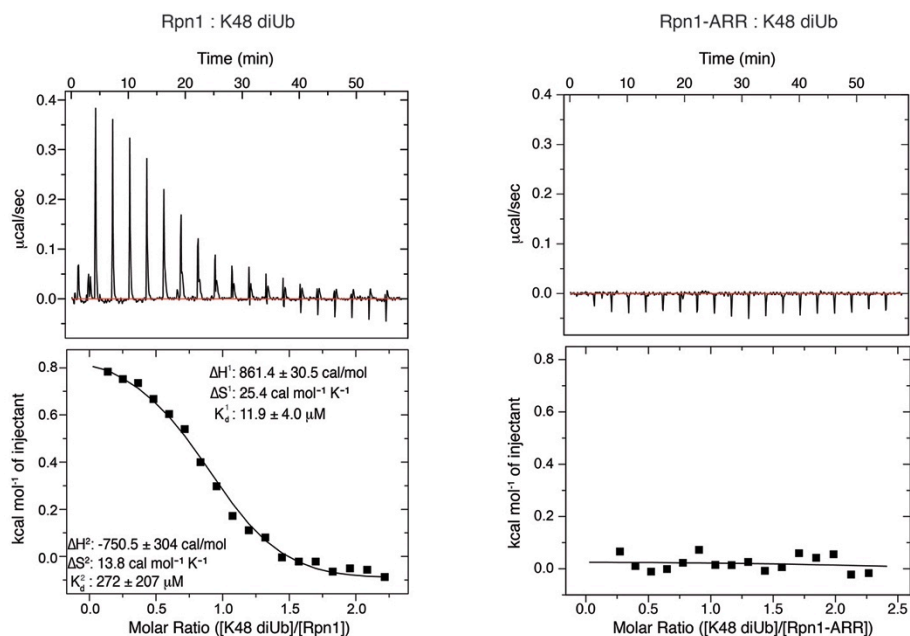 Rpn1 : K48 diUb
Time (min)
0 10 20 30 40 50
0.4
0.3
0.2
0.1
0.0
µcal/sec
0.8
0.6
0.4
0.2
0.0
kcal mol⁻¹ of injectant
ΔH¹: 861.4 ± 30.5 cal/mol
ΔS¹: 25.4 cal mol⁻¹ K⁻¹
K¹d : 11.9 ± 4.0 µM
ΔH²: -750.5 ± 304 cal/mol
ΔS²: 13.8 cal mol⁻¹ K⁻¹
K²d : 272 ± 207 µM
0.0 0.5 1.0 1.5 2.0
Molar Ratio ([K48 diUb]/[Rpn1])
Rpn1-ARR : K48 diUb
Time (min)
0 10 20 30 40 50
0.4
0.3
0.2
0.1
0.0
µcal/sec
0.8
0.6
0.4
0.2
0.0
kcal mol⁻¹ of injectant
0.0 0.5 1.0 1.5 2.0 2.5
Molar Ratio ([K48 diUb]/[Rpn1-ARR)